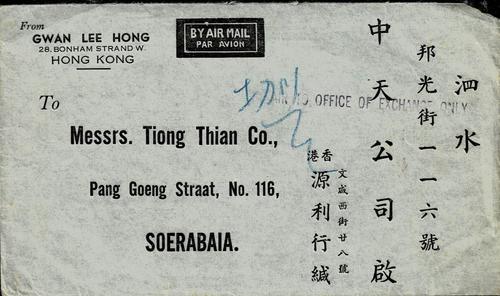 From
GWAN LEE HONG
28. BONHAM STRAND W.
HONG KONG
BY AIR MAIL
PAR AVION
To
Messrs. Tiong Thian Co.,
Pang Goeng Straat, No. 116,
SOERABAIA.
OFFICE OF EXCHANGE ONLY
泗水
邦光街一一六號
中天公司啟
香港
文咸西街廿八號
源利行緘